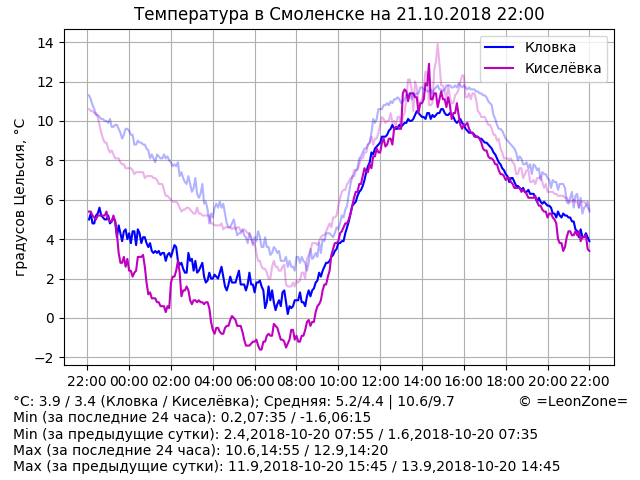 Температура в Смоленске на 21.10.2018 22:00
Кловка
Киселёвка
градусов Цельсия, °C
14
12
10
8
6
4
2
0
−2
22:00 00:00 02:00 04:00 06:00 08:00 10:00 12:00 14:00 16:00 18:00 20:00 22:00
°C: 3.9 / 3.4 (Кловка / Киселёвка); Средняя: 5.2/4.4 | 10.6/9.7 © =LeonZone=
Min (за последние 24 часа): 0.2,07:35 / -1.6,06:15
Min (за предыдущие сутки): 2.4,2018-10-20 07:55 / 1.6,2018-10-20 07:35
Max (за последние 24 часа): 10.6,14:55 / 12.9,14:20
Max (за предыдущие сутки): 11.9,2018-10-20 15:45 / 13.9,2018-10-20 14:45